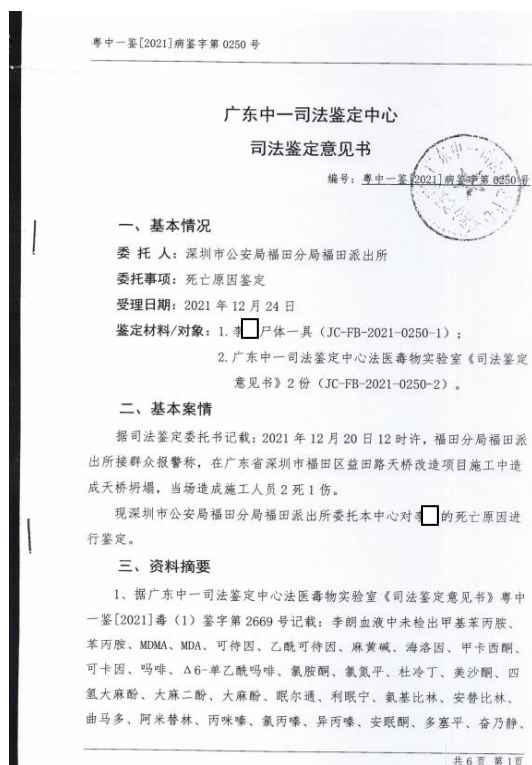 粤中一鉴[2021]病鉴字第 0250 号
广东中一司法鉴定中心
司法鉴定意见书
编号：粤中一鉴[2021]病鉴字第 0250 号
一、基本情况
委 托 人：深圳市公安局福田分局福田派出所
委托事项：死亡原因鉴定
受理日期：2021 年 12 月 24 日
鉴定材料/对象：1. 李 尸体一具（JC-FB-2021-0250-1）；
2. 广东中一司法鉴定中心法医毒物实验室《司法鉴定
意见书》2 份（JC-FB-2021-0250-2）。
二、基本案情
据司法鉴定委托书记载：2021 年 12 月 20 日 12 时许，福田分局福田派
出所接群众报警称，在广东省深圳市福田区益田路天桥改造项目施工中造
成天桥坍塌，当场造成施工人员 2 死 1 伤。
现深圳市公安局福田分局福田派出所委托本中心对李 的死亡原因进
行鉴定。
三、资料摘要
1、据广东中一司法鉴定中心法医毒物实验室《司法鉴定意见书》粤中
一鉴[2021]毒（1）鉴字第 2669 号记载：李朗血液中未检出甲基苯丙胺、
苯丙胺、MDMA、MDA、可待因、乙酰可待因、麻黄碱、海洛因、甲卡西酮、
可卡因、吗啡、Δ6-单乙酰吗啡、氯胺酮、氯氮平、杜冷丁、美沙酮、四
氢大麻酚、大麻二酚、大麻酚、眠尔通、利眠宁、氨基比林、安替比林、
曲马多、阿米替林、丙咪嗪、氯丙嗪、异丙嗪、安眠酮、多塞平、奋乃静、
共 6 页 第 1 页